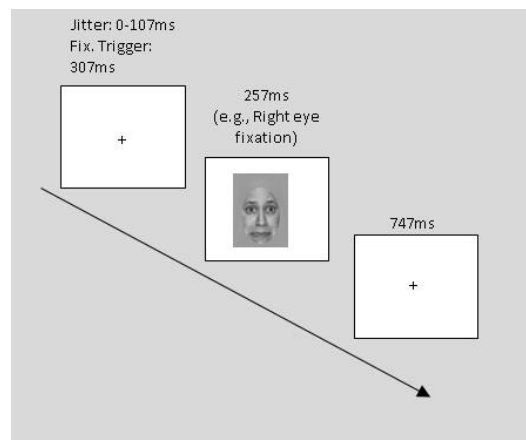 Jitter: 0-107ms
Fix. Trigger:
307ms
257ms
(e.g., Right eye
fixation)
747ms